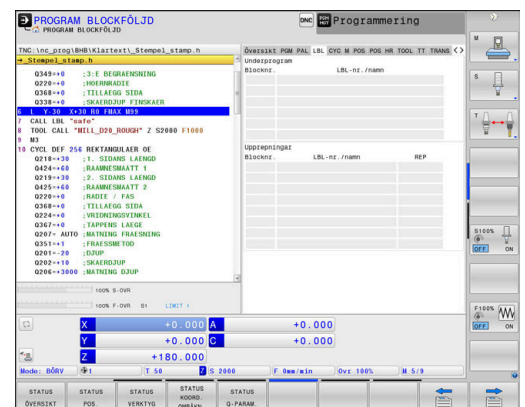 PROGRAM BLOCKFÖLJD
PROGRAM BLOCKFÖLJD
DNC
Programmering
TNC:\nc_prog\BHB\Klartext\_Stempel_stamp.h
→_Stempel_stamp.h
Q349=+0 ;3:E BEGRAENSNING
Q220=+0 ;HOERNRADIE
Q368=+0 ;TILLAEGG SIDA
Q338=+0 ;SKAERDJUP FINSKAER
6 L Y-30 X+30 R0 FMAX M99
7 CALL LBL "safe"
8 TOOL CALL "MILL_D20_ROUGH" Z S2000 F1000
9 M3
10 CYCL DEF 256 REKTANGULAER OE
Q218=+30 ;1. SIDANS LAENGD
Q424=+60 ;RAAMNESMAATT 1
Q219=+30 ;2. SIDANS LAENGD
Q425=+60 ;RAAMNESMAATT 2
Q220=+0 ;RADIE / FAS
Q368=+0 ;TILLAEGG SIDA
Q224=+0 ;VRIDNINGSVINKEL
Q367=+0 ;TAPPENS LAEGE
Q207= AUTO ;MATNING FRAESNING
Q351=+1 ;FRAESSMETOD
Q201=-20 ;DJUP
Q202=+10 ;SKAERDJUP
Q206=+3000 ;MATNING DJUP
100% S-OVR
100% F-OVR S1 LIMIT 1
Översikt PGM PAL LBL CYC M POS POS HR TOOL TT TRANS
Underprogram
Blocknr. LBL-nr./namn
Upprepningar
Blocknr. LBL-nr./namn REP
X +0.000 A +0.000
Y +0.000 C +0.000
Z +180.000
Mode: BÖRV 1 T 50 Z S 2000 F 0mm/min Ovr 100% M 5/9
STATUS ÖVERSIKT
STATUS POS.
STATUS VERKTYG
STATUS KOORD. OMRÄKN.
STATUS Q-PARAM.
M
S
T
S100%
OFF ON
F100%
OFF ON